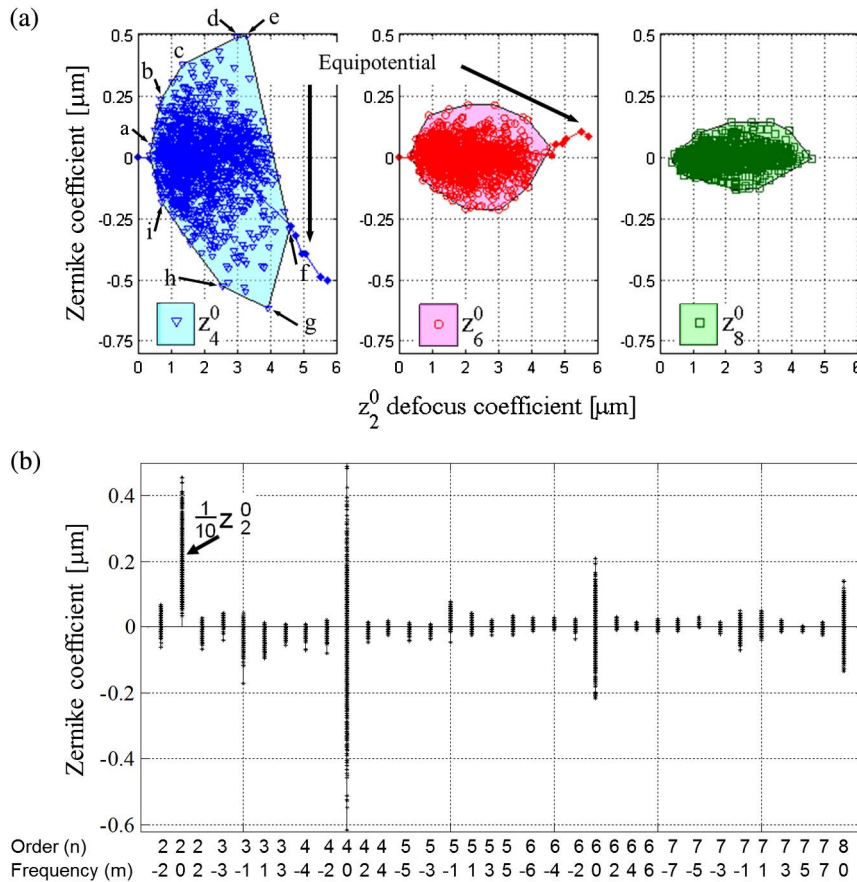 (a)
Zernike coefficient [µm]
0.5
0.25
0
-0.25
-0.5
-0.75
a
b
c
d
e
f
g
h
i
z₄⁰
0 1 2 3 4 5 6
Equipotential
0.5
0.25
0
-0.25
-0.5
-0.75
z₆⁰
0 1 2 3 4 5 6
0.5
0.25
0
-0.25
-0.5
-0.75
z₈⁰
0 1 2 3 4 5 6
z₂⁰ defocus coefficient [µm]
(b)
Zernike coefficient [µm]
0.4
0.2
0
-0.2
-0.4
-0.6
1/10 z₂⁰
Order (n) 2 2 2 3 3 3 3 4 4 4 4 4 5 5 5 5 5 5 6 6 6 6 6 6 6 7 7 7 7 7 7 7 7 8
Frequency (m) -2 0 2 -3 -1 1 3 -4 -2 0 2 4 -5 -3 -1 1 3 5 -6 -4 -2 0 2 4 6 -7 -5 -3 -1 1 3 5 7 0